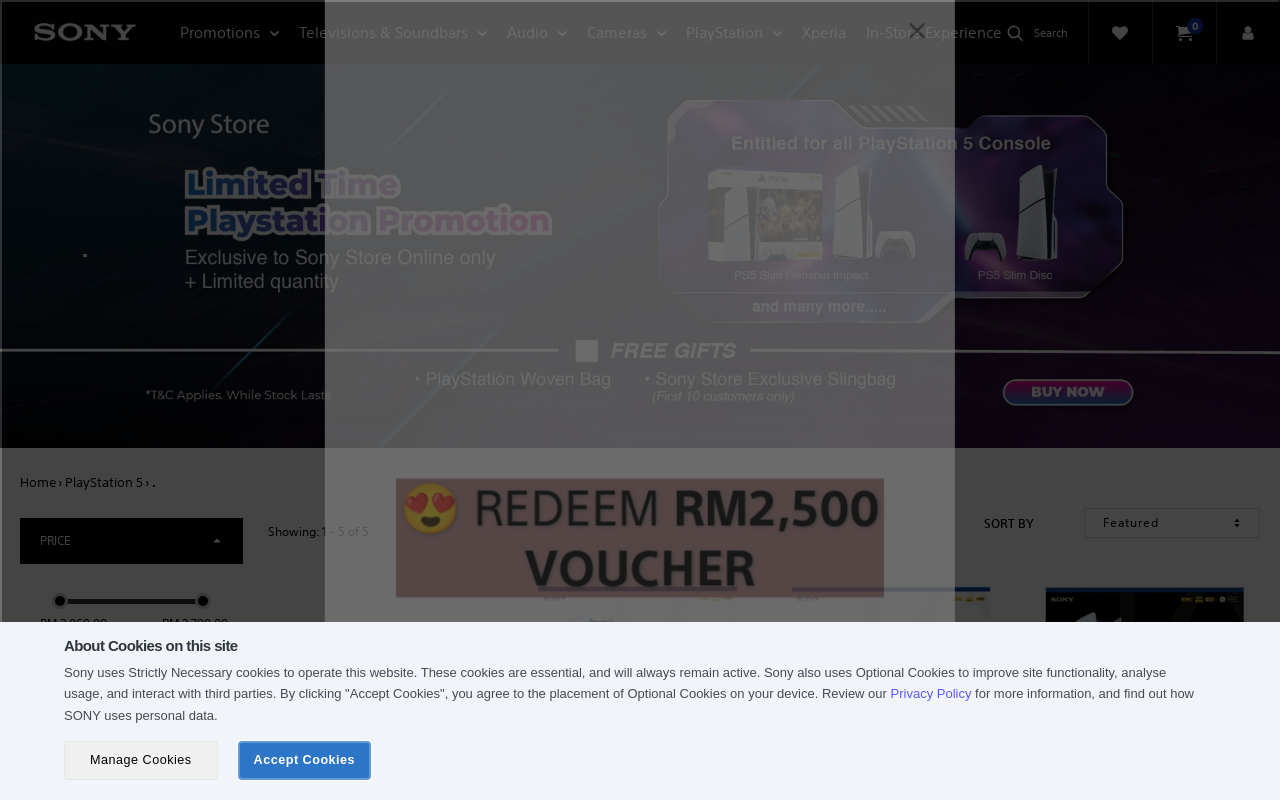 SONY
Promotions
Televisions & Soundbars
Audio
Cameras
PlayStation
Xperia
In-Store Experience
Search
0
Sony Store
Limited Time
Playstation Promotion
Exclusive to Sony Store Online only
+ Limited quantity
Entitled for all PlayStation 5 Console
PS5 Slim Genshin Impact
PS5 Slim Disc
and many more.....
FREE GIFTS
• PlayStation Woven Bag
• Sony Store Exclusive Slingbag
(First 10 customers only)
*T&C Applies. While Stock Lasts
BUY NOW
Home › PlayStation 5 › .
PRICE
Showing: 1 - 5 of 5
SORT BY
Featured
REDEEM RM2,500
VOUCHER
SONY
About Cookies on this site
Sony uses Strictly Necessary cookies to operate this website. These cookies are essential, and will always remain active. Sony also uses Optional Cookies to improve site functionality, analyse
usage, and interact with third parties. By clicking "Accept Cookies", you agree to the placement of Optional Cookies on your device. Review our Privacy Policy for more information, and find out how
SONY uses personal data.
Manage Cookies
Accept Cookies